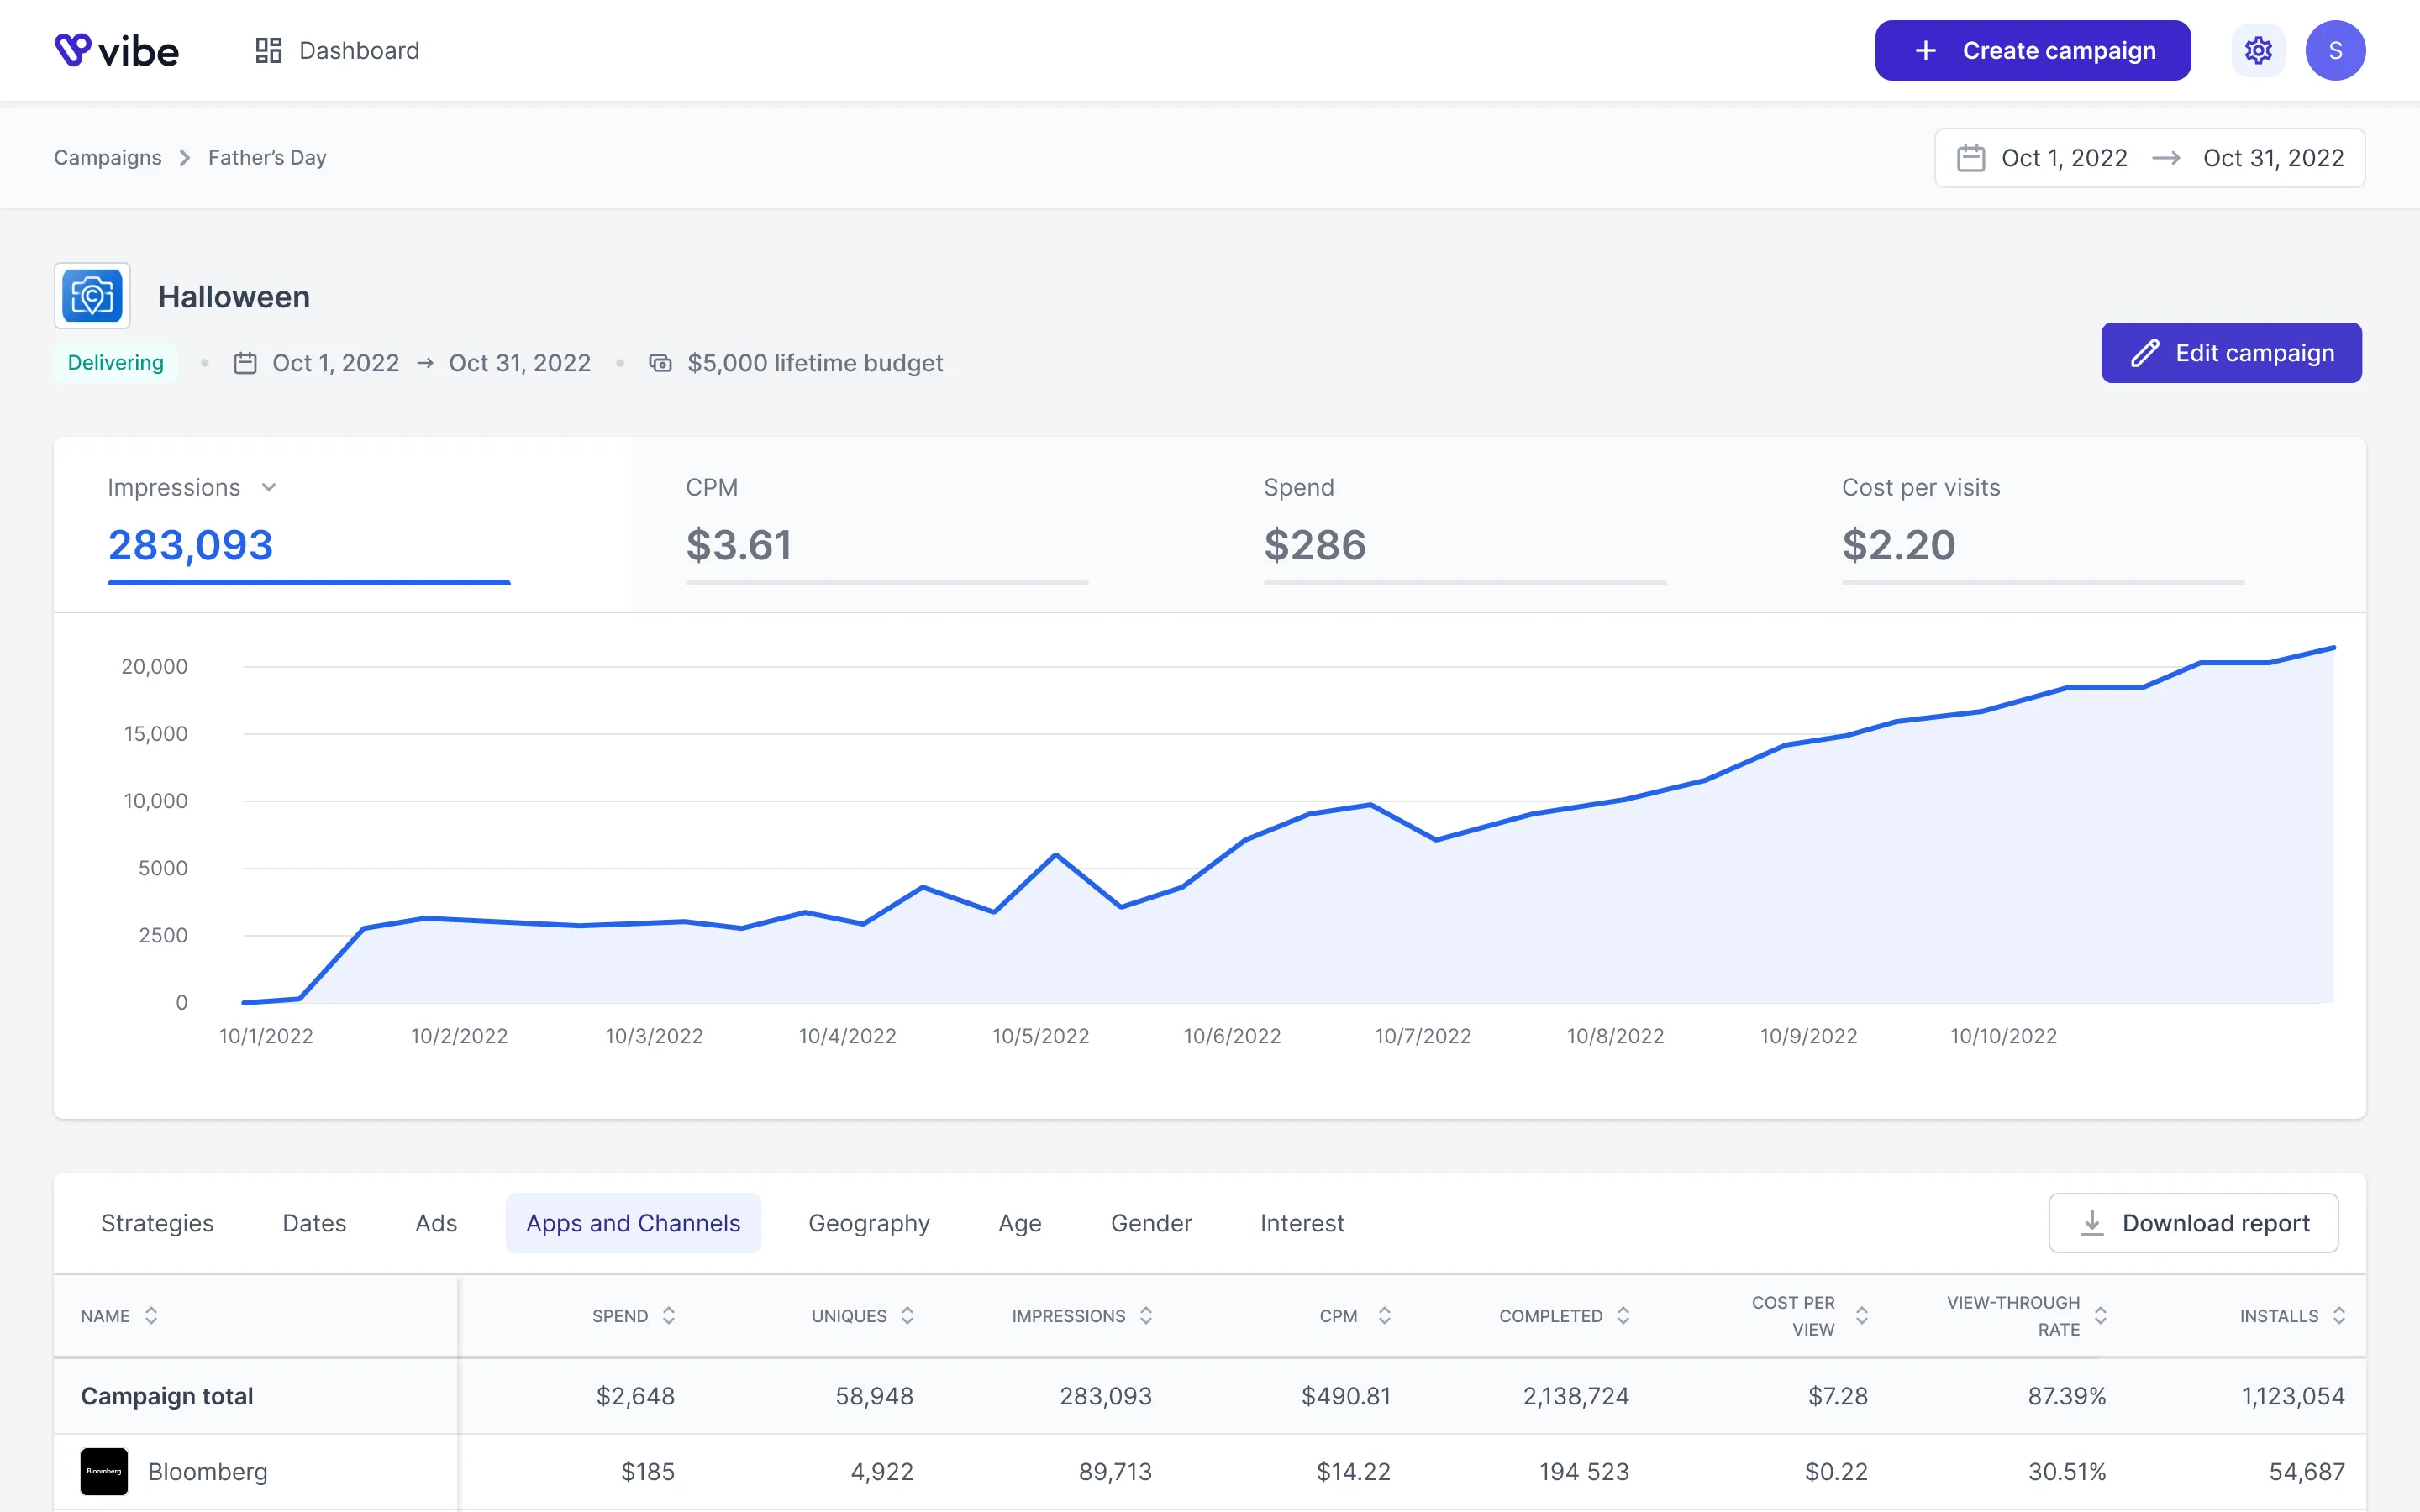 vibe Dashboard + Create campaign S
Campaigns > Father’s Day Oct 1, 2022 → Oct 31, 2022
Halloween
Delivering • Oct 1, 2022 → Oct 31, 2022 • $5,000 lifetime budget Edit campaign
Impressions CPM Spend Cost per visits
283,093 $3.61 $286 $2.20
20,000
15,000
10,000
5000
2500
0
10/1/2022 10/2/2022 10/3/2022 10/4/2022 10/5/2022 10/6/2022 10/7/2022 10/8/2022 10/9/2022 10/10/2022
Strategies Dates Ads Apps and Channels Geography Age Gender Interest Download report
NAME SPEND UNIQUES IMPRESSIONS CPM COMPLETED COST PER VIEW VIEW-THROUGH RATE INSTALLS
Campaign total $2,648 58,948 283,093 $490.81 2,138,724 $7.28 87.39% 1,123,054
Bloomberg Bloomberg $185 4,922 89,713 $14.22 194 523 $0.22 30.51% 54,687